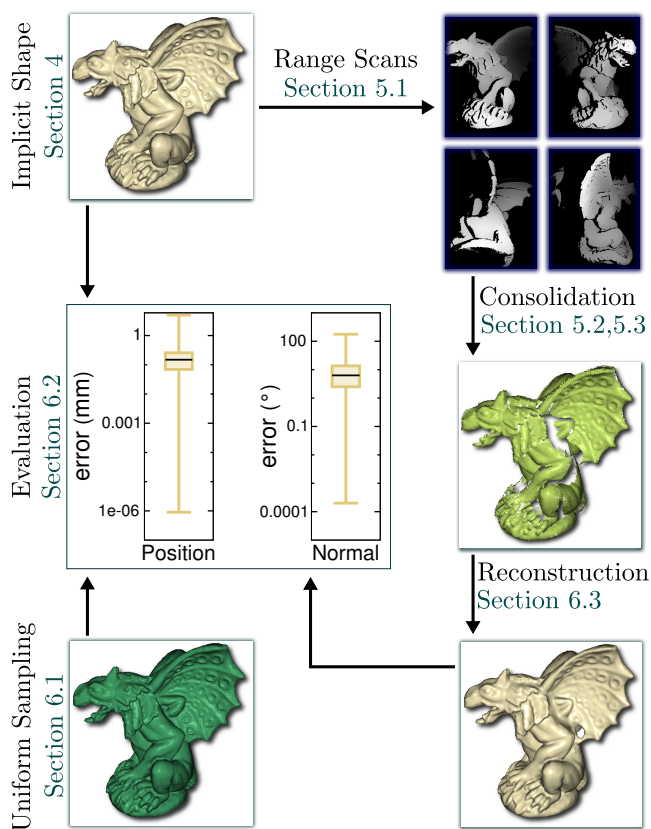 Implicit Shape
Section 4
Range Scans
Section 5.1
Consolidation
Section 5.2,5.3
Evaluation
Section 6.2
error (mm)
1
0.001
1e-06
Position
error (°)
100
0.1
0.0001
Normal
Reconstruction
Section 6.3
Uniform Sampling
Section 6.1